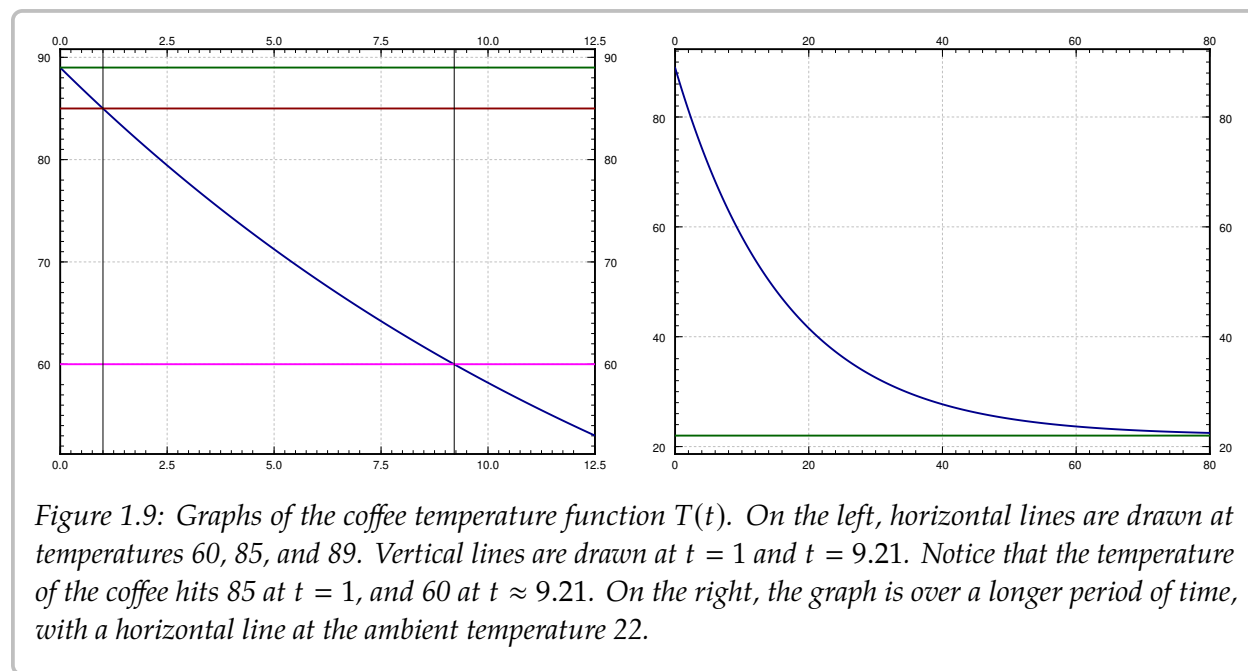 0.0 2.5 5.0 7.5 10.0 12.5
90 90
80 80
70 70
60 60
0.0 2.5 5.0 7.5 10.0 12.5
0 20 40 60 80
80 80
60 60
40 40
20 20
0 20 40 60 80
Figure 1.9: Graphs of the coffee temperature function T(t). On the left, horizontal lines are drawn at
temperatures 60, 85, and 89. Vertical lines are drawn at t = 1 and t = 9.21. Notice that the temperature
of the coffee hits 85 at t = 1, and 60 at t ≈ 9.21. On the right, the graph is over a longer period of time,
with a horizontal line at the ambient temperature 22.